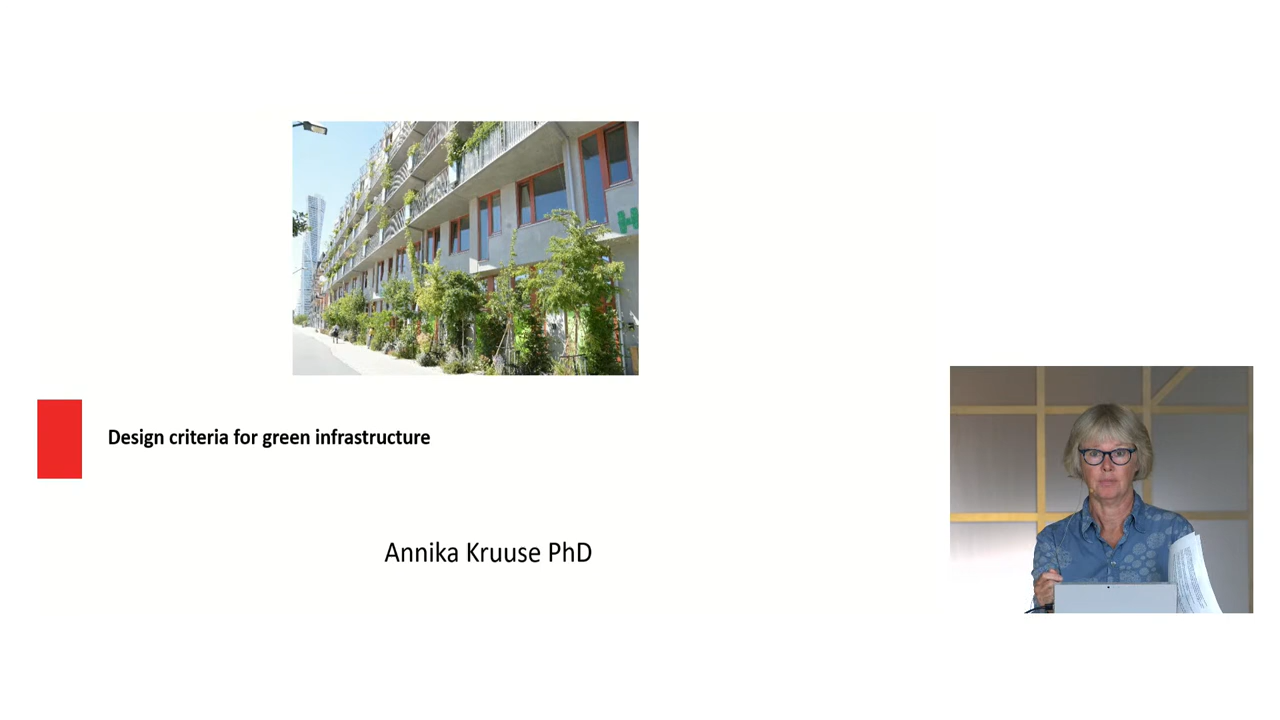 Design criteria for green infrastructure
Annika Kruuse PhD